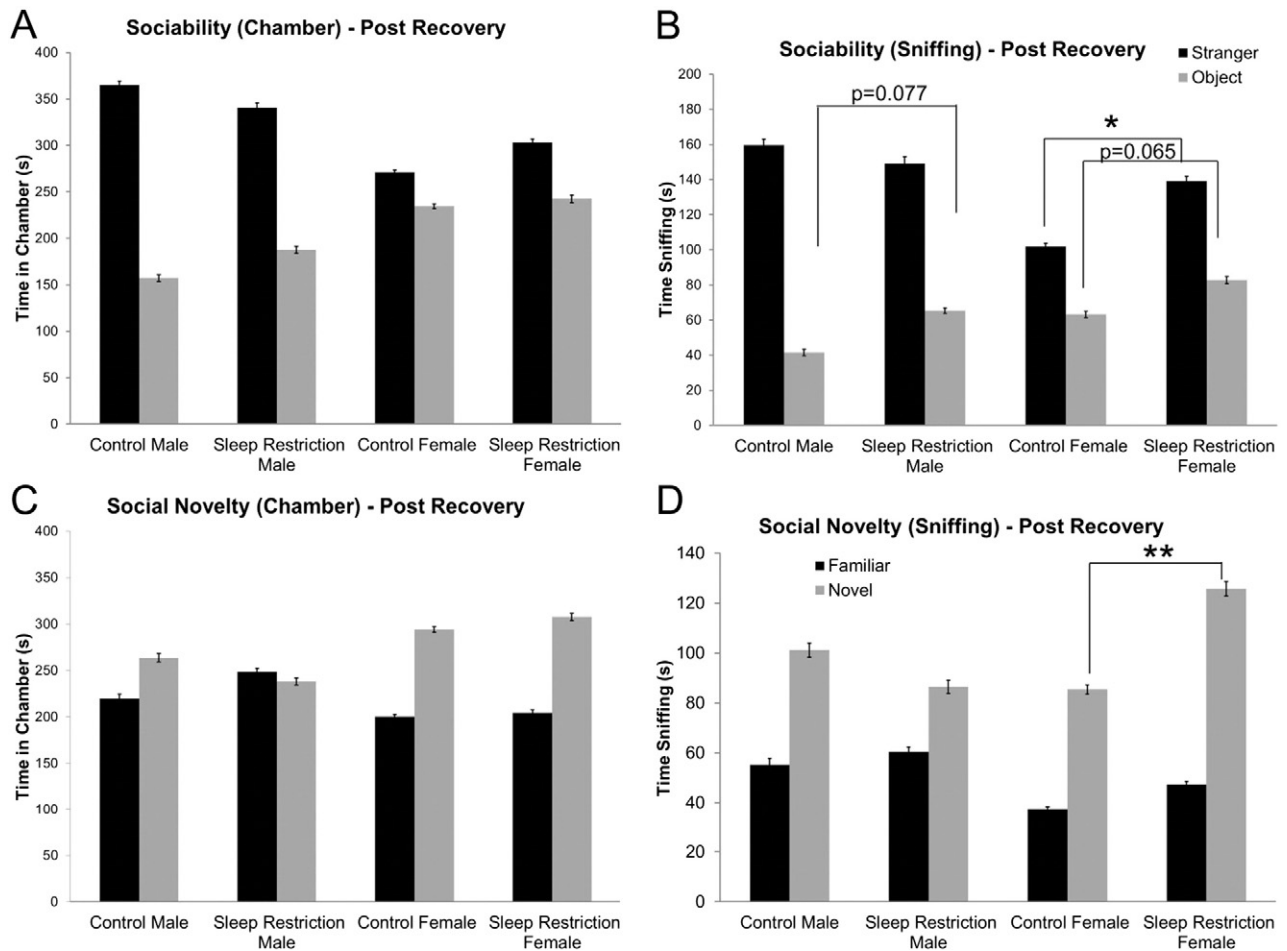 A
Sociability (Chamber) - Post Recovery
Time in Chamber (s)
400
350
300
250
200
150
100
50
0
Control Male
Sleep Restriction
Male
Control Female
Sleep Restriction
Female
B
Sociability (Sniffing) - Post Recovery
Stranger
Object
Time Sniffing (s)
200
180
160
140
120
100
80
60
40
20
0
p=0.077
*
p=0.065
Control Male
Sleep Restriction
Male
Control Female
Sleep Restriction
Female
C
Social Novelty (Chamber) - Post Recovery
Time in Chamber (s)
400
350
300
250
200
150
100
50
0
Control Male
Sleep Restriction
Male
Control Female
Sleep Restriction
Female
D
Social Novelty (Sniffing) - Post Recovery
Familiar
Novel
Time Sniffing (s)
140
120
100
80
60
40
20
0
**
Control Male
Sleep Restriction
Male
Control Female
Sleep Restriction
Female